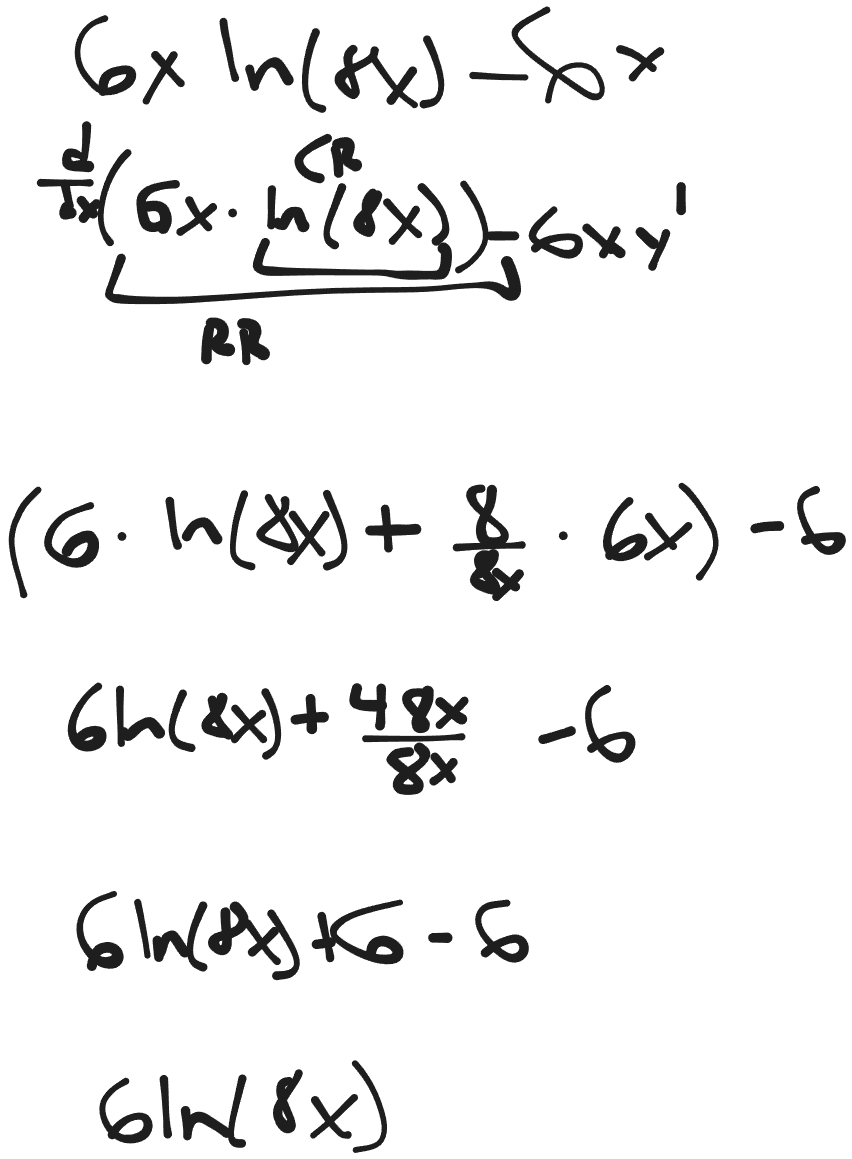 6x ln(8x) - 6x
CR
d/dx (6x · ln(8x)) - 6x y'
RR
(6 · ln(8x) + 8/8x · 6x) - 6
6ln(8x) + 48x/8x - 6
6ln(8x) + 6 - 6
6ln(8x)